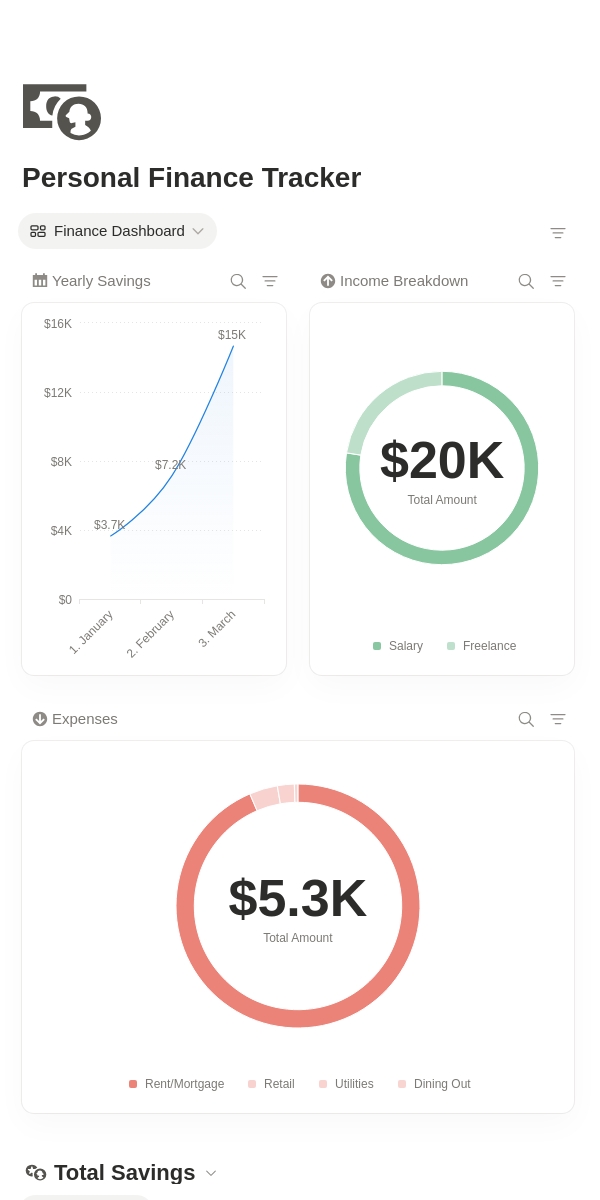 Personal Finance Tracker
Finance Dashboard
Yearly Savings
Income Breakdown
$16K
$12K
$8K
$4K
$0
$3.7K
$7.2K
$15K
1. January
2. February
3. March
$20K
Total Amount
Salary
Freelance
Expenses
$5.3K
Total Amount
Rent/Mortgage
Retail
Utilities
Dining Out
Total Savings